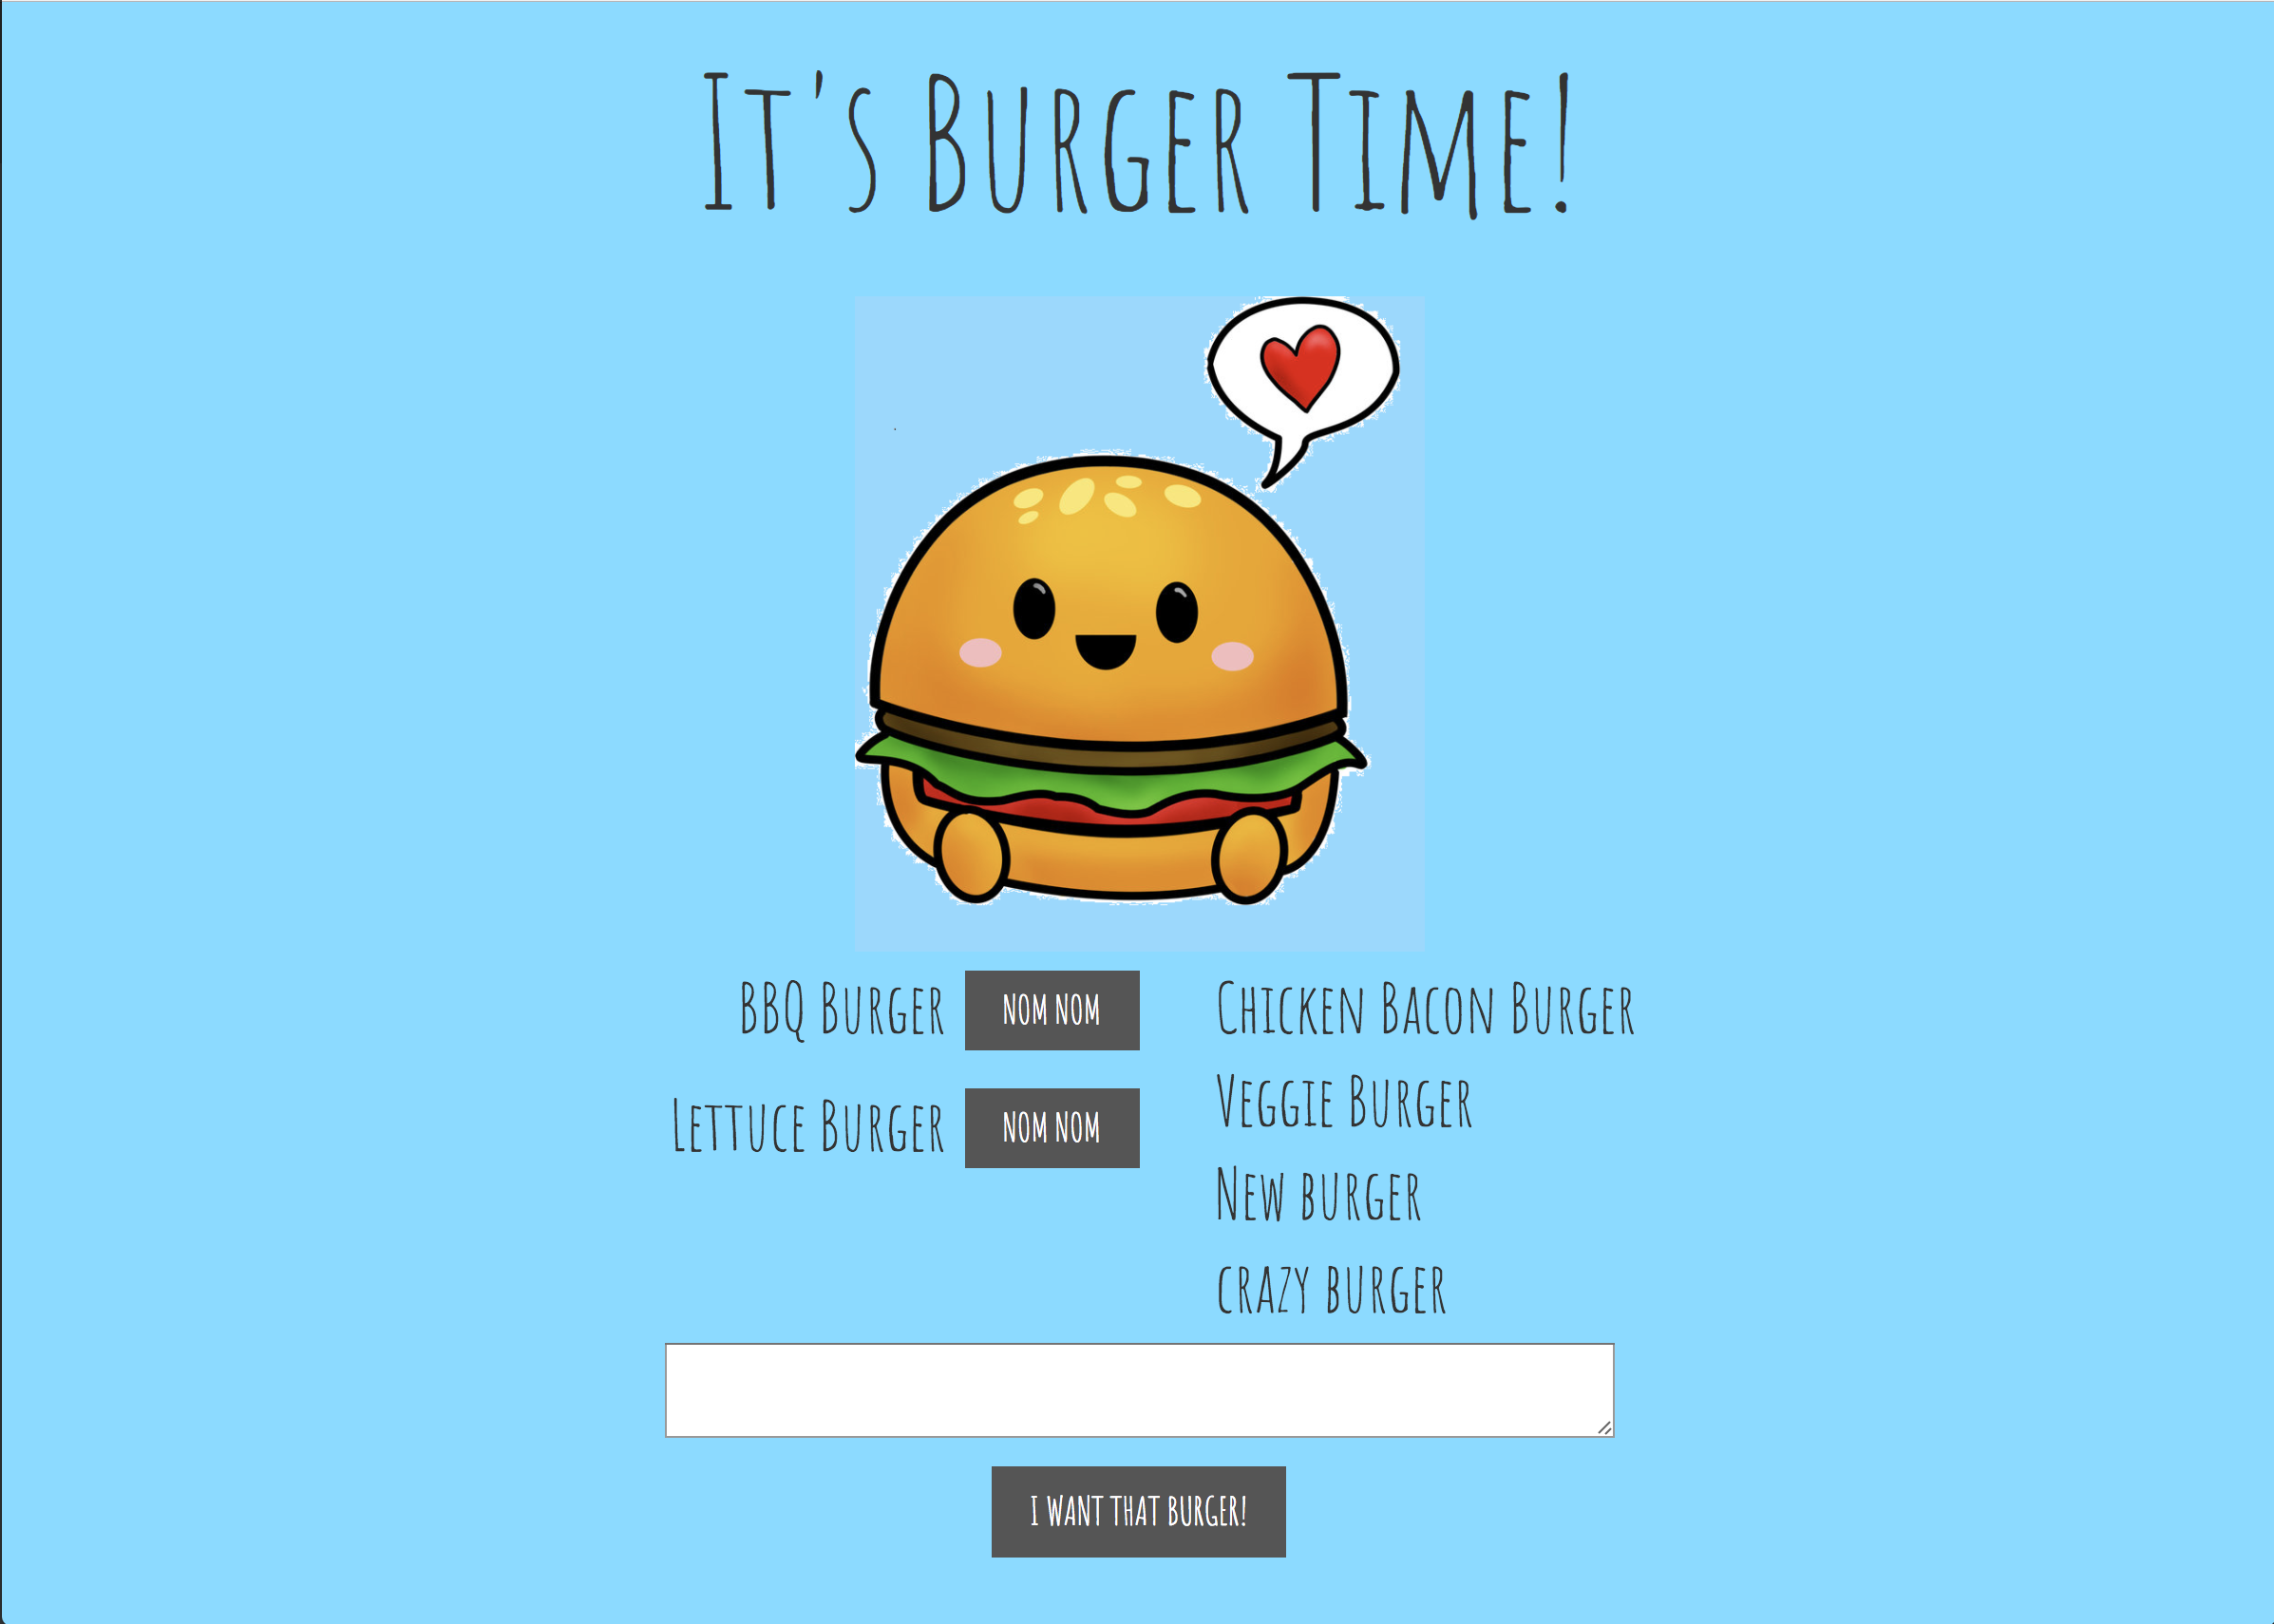 It's Burger Time!
BBQ Burger
NOM NOM
Lettuce Burger
NOM NOM
Chicken Bacon Burger
Veggie Burger
New burger
crazy burger
I WANT THAT BURGER!